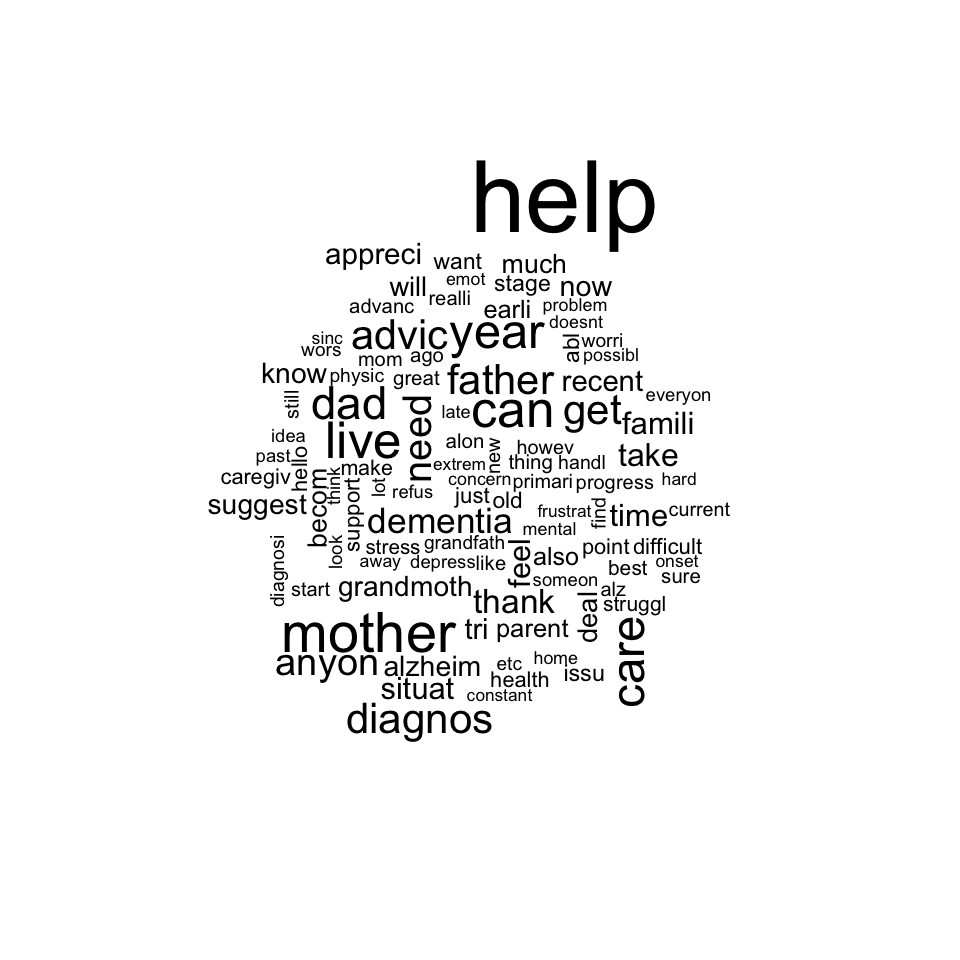 help
appreci want much
will emot stage now
advanc realli earli problem
sinc advic year doesnt
wors mom ago abl worri
possibl
know physic great father recent
still dad need late can get everyon
famili
idea live alon new howev
past hello make extrem thing handl take
caregiv think lot concern primari progress hard
suggest becom support refus just old
dementia frustrat find time current
mental
diagnosi look stress grandfath feel also point difficult
away depress like best onset
start grandmoth someon alz sure
thank deal struggl
mother tri parent care
anyon alzheim etc home
situat health issu
constant
diagnos